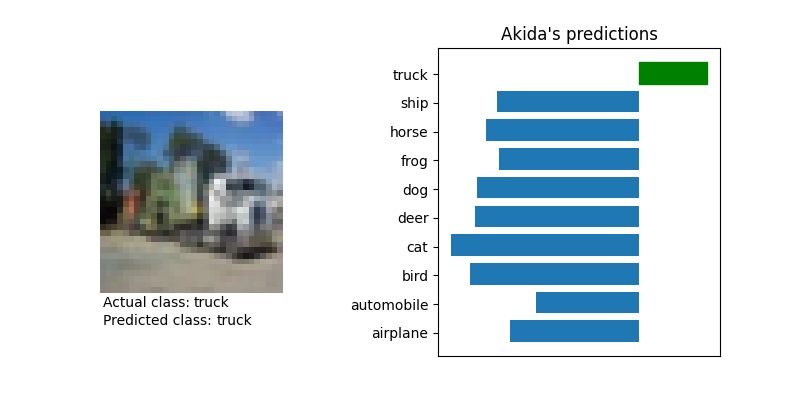 Akida's predictions
truck
ship
horse
frog
dog
deer
cat
bird
automobile
airplane
Actual class: truck
Predicted class: truck